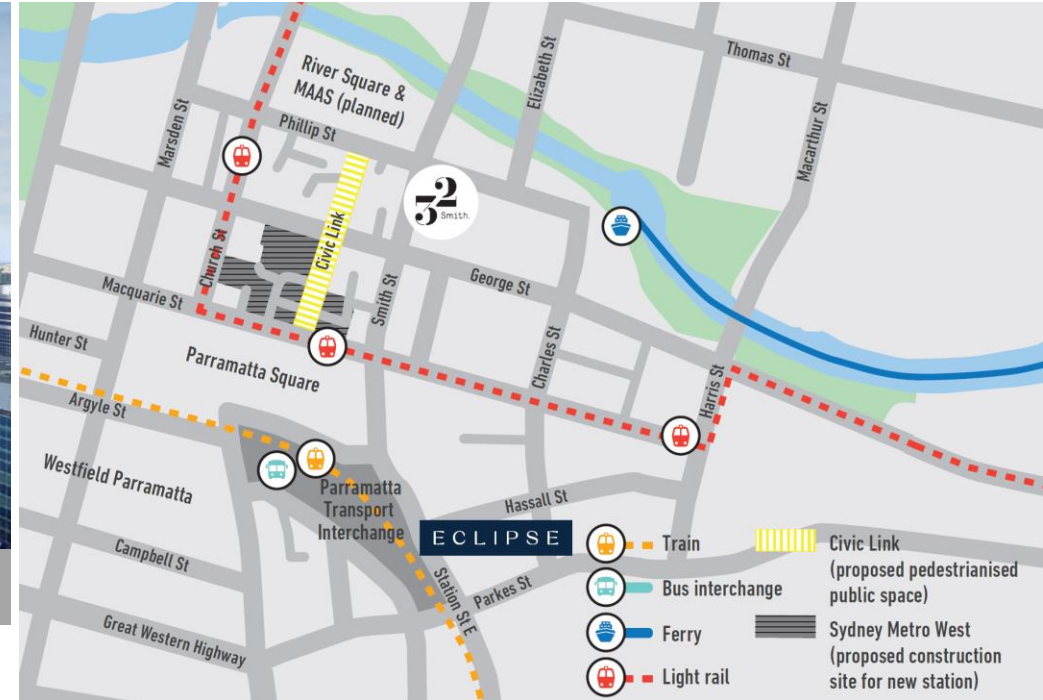 Thomas St
Elizabeth St
Macarthur St
River Square &
MAAS (planned)
Marsden St
Phillip St
32
Smith.
Civic Link
Church St
George St
Macquarie St
Smith St
Hunter St
Parramatta Square
Charles St
Harris St
Argyle St
Westfield Parramatta
Parramatta
Transport
Interchange
Hassall St
ECLIPSE
Campbell St
Station St E
Parkes St
Great Western Highway
Train
Bus interchange
Ferry
Light rail
Civic Link
(proposed pedestrianised
public space)
Sydney Metro West
(proposed construction
site for new station)